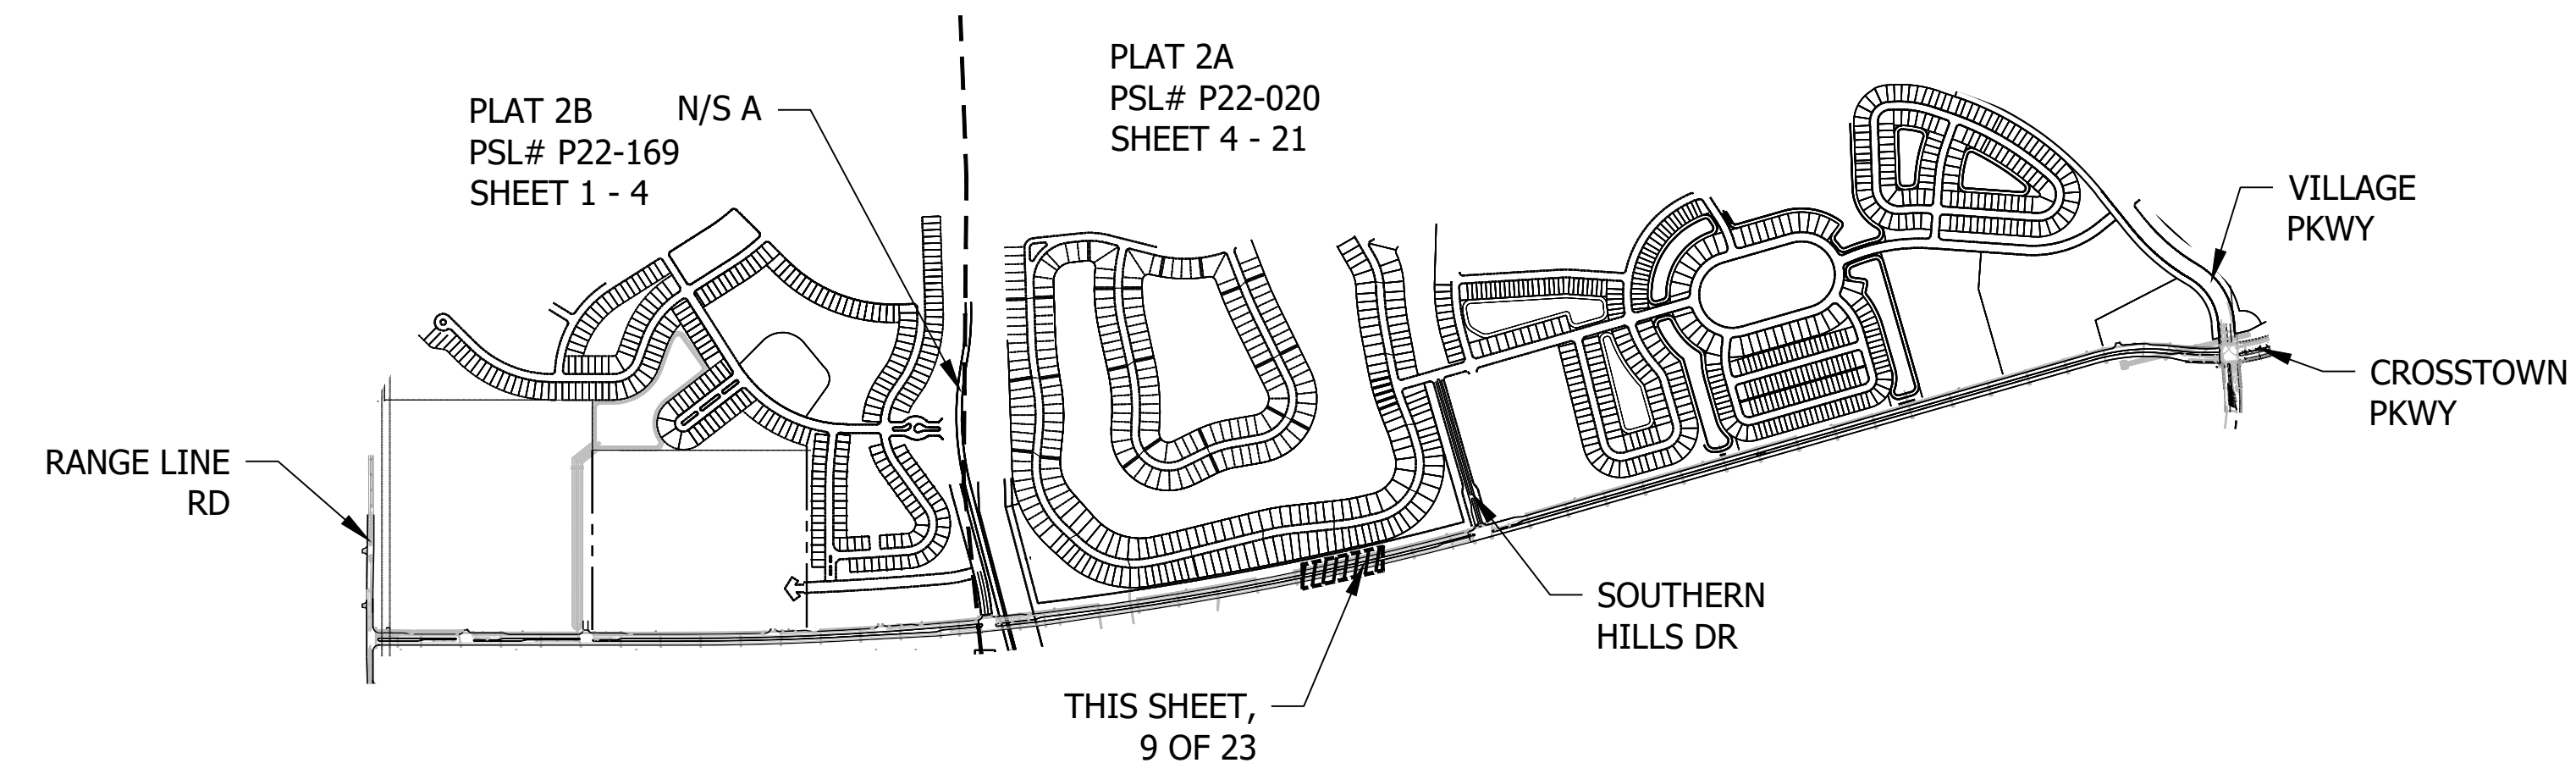 PLAT 2A
PSL# P22-020
SHEET 4 - 21
PLAT 2B
PSL# P22-169
SHEET 1 - 4
N/S A
VILLAGE
PKWY
CROSSTOWN
PKWY
RANGE LINE
RD
SOUTHERN
HILLS DR
THIS SHEET,
9 OF 23